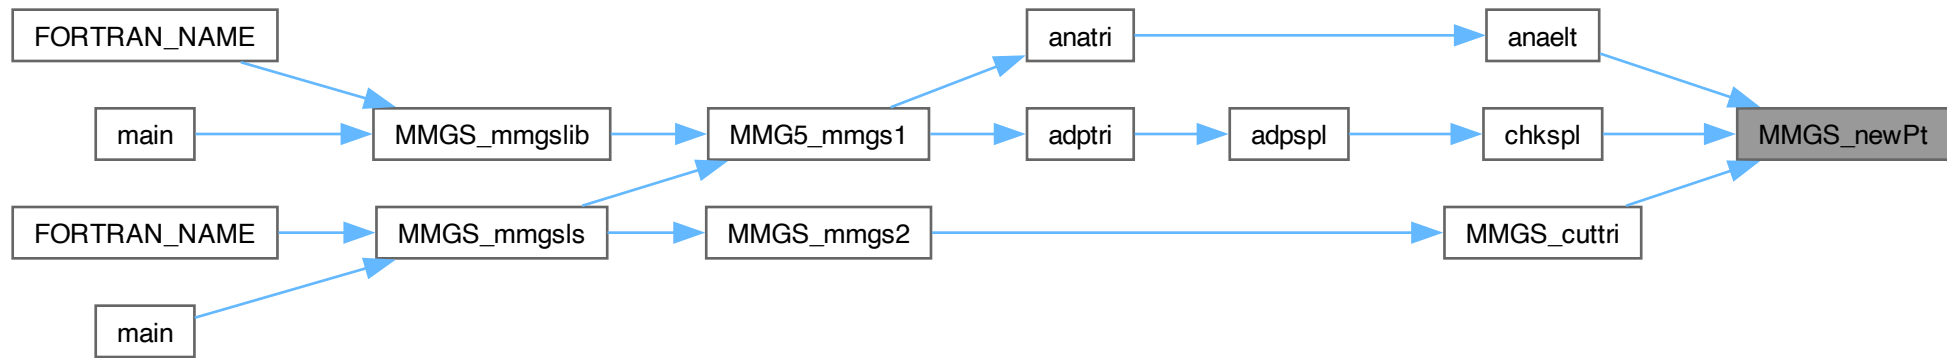 FORTRAN_NAME
anatri
anaelt
main
MMGS_mmgslib
MMG5_mmgs1
adptri
adpspl
chkspl
MMGS_newPt
FORTRAN_NAME
MMGS_mmgsls
MMGS_mmgs2
MMGS_cuttri
main